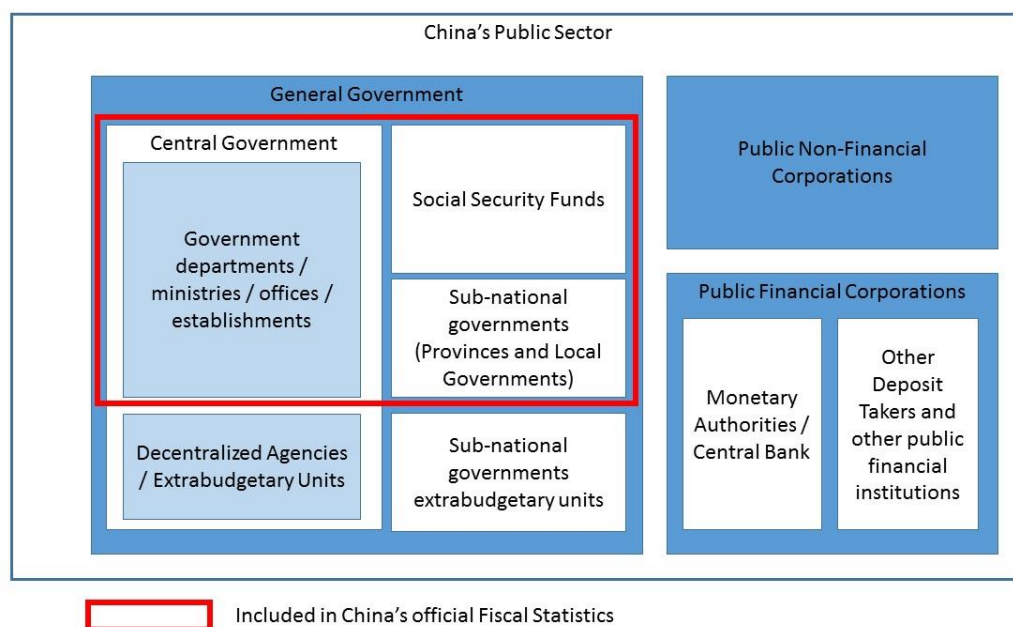 China's Public Sector
General Government
Central Government
Government
departments /
ministries / offices /
establishments
Decentralized Agencies
/ Extrabudgetary Units
Social Security Funds
Sub-national
governments
(Provinces and Local
Governments)
Sub-national
governments
extrabudgetary units
Public Non-Financial
Corporations
Public Financial Corporations
Monetary
Authorities /
Central Bank
Other
Deposit
Takers and
other public
financial
institutions
Included in China's official Fiscal Statistics